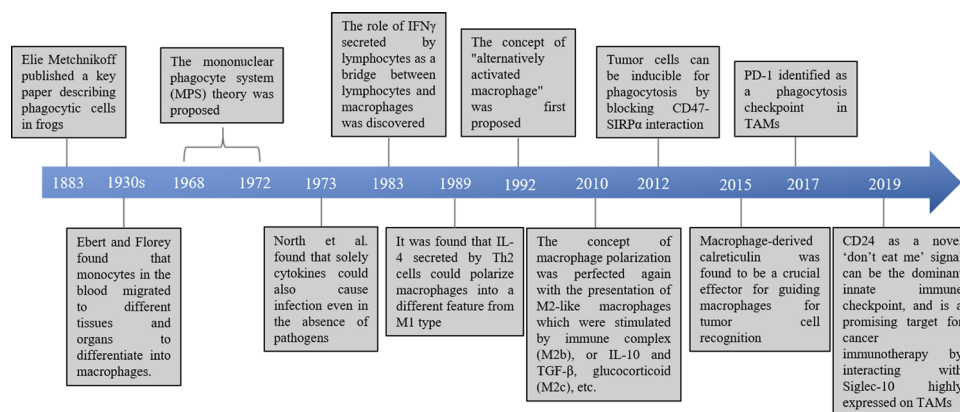 Elie Metchnikoff
published a key
paper describing
phagocytic cells in
frogs
The mononuclear
phagocyte system
(MPS) theory was
proposed
The role of IFNγ
secreted by
lymphocytes as a
bridge between
lymphocytes and
macrophages
was discovered
The concept of
"alternatively
activated
macrophage"
was first
proposed
Tumor cells can
be inducible for
phagocytosis by
blocking CD47-
SIRPα interaction
PD-1 identified as
a phagocytosis
checkpoint in
TAMs
1883 1930s 1968 1972 1973 1983 1989 1992 2010 2012 2015 2017 2019
Ebert and Florey
found that
monocytes in the
blood migrated to
different tissues
and organs to
differentiate into
macrophages.
North et al.
found that solely
cytokines could
also cause
infection even in
the absence of
pathogens
It was found that IL-
4 secreted by Th2
cells could polarize
macrophages into a
different feature from
M1 type
The concept of
macrophage polarization
was perfected again
with the presentation of
M2-like macrophages
which were stimulated
by immune complex
(M2b), or IL-10 and
TGF-β, glucocorticoid
(M2c), etc.
Macrophage-derived
calreticulin was
found to be a crucial
effector for guiding
macrophages for
tumor cell
recognition
CD24 as a novel
'don't eat me' signal
can be the dominant
innate immune
checkpoint, and is a
promising target for
cancer
immunotherapy by
interacting with
Siglec-10 highly
expressed on TAMs